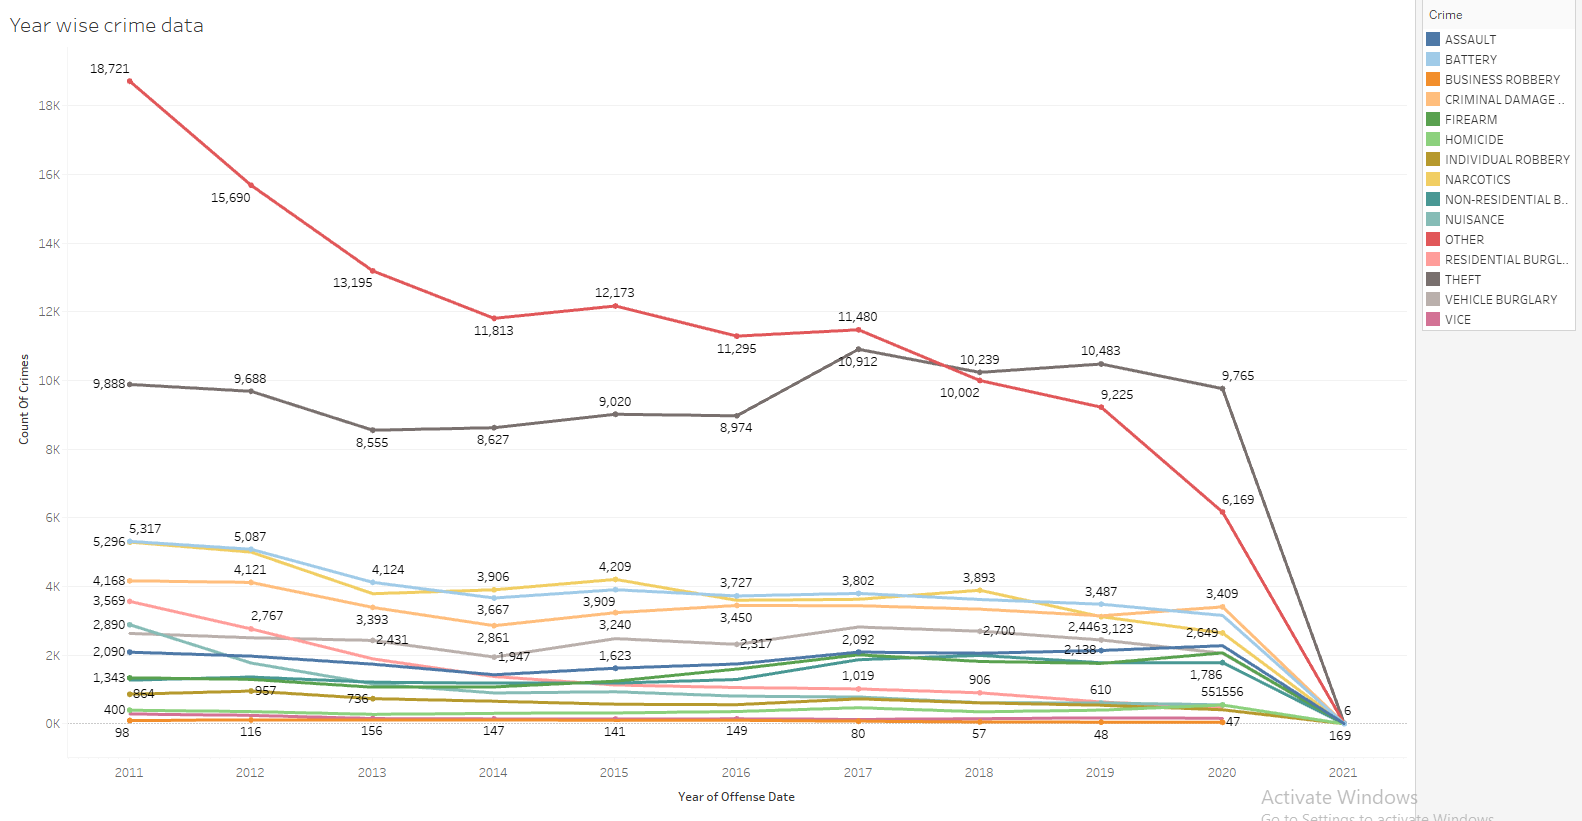 Year wise crime data
Crime
ASSAULT
BATTERY
BUSINESS ROBBERY
CRIMINAL DAMAGE ..
FIREARM
HOMICIDE
INDIVIDUAL ROBBERY
NARCOTICS
NON-RESIDENTIAL B..
NUISANCE
OTHER
RESIDENTIAL BURGL..
THEFT
VEHICLE BURGLARY
VICE
Count Of Crimes
18K
16K
14K
12K
10K
8K
6K
4K
2K
0K
18,721
15,690
13,195
11,813
12,173
11,295
11,480
10,002
9,225
6,169
9,888
9,688
8,555
8,627
9,020
8,974
10,912
10,239
10,483
9,765
5,317
5,296
5,087
4,124
3,906
4,209
3,727
3,802
3,893
3,487
3,409
4,168
4,121
3,393
3,667
3,909
3,450
3,569
2,767
2,861
3,240
2,446
3,123
2,649
2,890
2,431
1,947
2,317
2,700
2,090
1,623
2,092
2,138
1,343
1,019
906
610
1,786
551
556
864
957
736
400
98
116
156
147
141
149
80
57
48
47
6
169
2011 2012 2013 2014 2015 2016 2017 2018 2019 2020 2021
Year of Offense Date
Activate Windows
Go to Settings to activate Windows